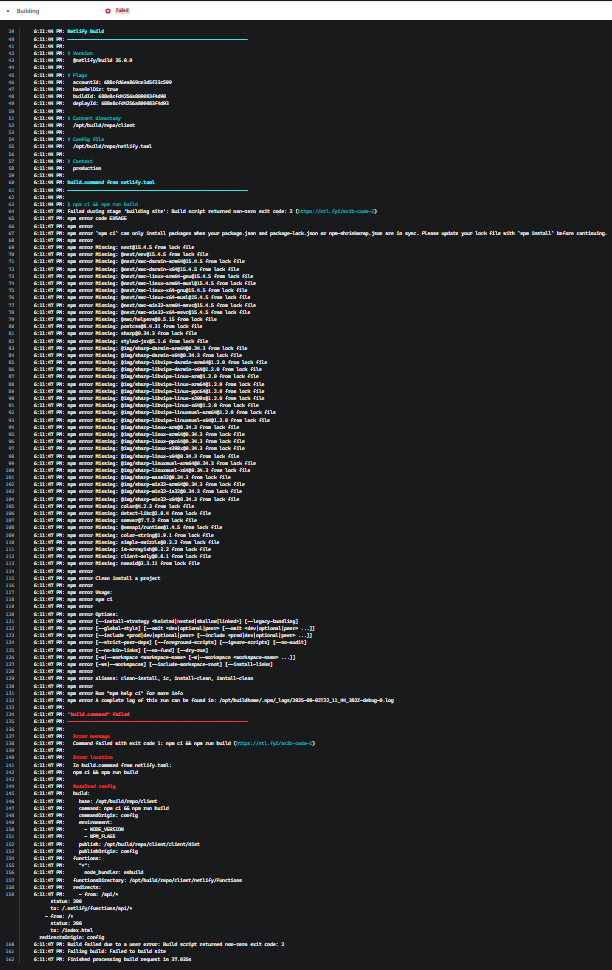 Building Failed
39 6:11:44 PM: Netlify Build
40 6:11:44 PM: ────────────────────────────────────────────────────────────────
41 6:11:44 PM:
42 6:11:44 PM: ❯ Version
43 6:11:44 PM: @netlify/build 35.0.0
44 6:11:44 PM:
45 6:11:44 PM: ❯ Flags
46 6:11:44 PM: accountId:
47 6:11:44 PM: baseRelDir: true
48 6:11:44 PM: buildId:
49 6:11:44 PM: deployId:
50 6:11:44 PM:
51 6:11:44 PM: ❯ Current directory
52 6:11:44 PM: /opt/build/repo/client
53 6:11:44 PM:
54 6:11:44 PM: ❯ Config file
55 6:11:44 PM: /opt/build/repo/netlify.toml
56 6:11:44 PM:
57 6:11:44 PM: ❯ Context
58 6:11:44 PM: production
59 6:11:44 PM:
60 6:11:44 PM: build.command from netlify.toml
61 6:11:44 PM: ────────────────────────────────────────────────────────────────
62 6:11:44 PM:
63 6:11:44 PM: $ npm ci && npm run build
64 6:11:47 PM: Failed during stage 'building site': Build script returned non-zero exit code: 2 (https://ntl.fyi/exit-code-2)
65 6:11:47 PM: npm error code EUSAGE
66 6:11:47 PM: npm error
67 6:11:47 PM: npm error `npm ci` can only install packages when your package.json and package-lock.json or npm-shrinkwrap.json are in sync. Please update your lock file with `npm install` before continuing.
68 6:11:47 PM: npm error
69 6:11:47 PM: npm error Missing: next@15.4.5 from lock file
70 6:11:47 PM: npm error Missing: @next/env@15.4.5 from lock file
71 6:11:47 PM: npm error Missing: @next/swc-darwin-arm64@15.4.5 from lock file
72 6:11:47 PM: npm error Missing: @next/swc-darwin-x64@15.4.5 from lock file
73 6:11:47 PM: npm error Missing: @next/swc-linux-arm64-gnu@15.4.5 from lock file
74 6:11:47 PM: npm error Missing: @next/swc-linux-arm64-musl@15.4.5 from lock file
75 6:11:47 PM: npm error Missing: @next/swc-linux-x64-gnu@15.4.5 from lock file
76 6:11:47 PM: npm error Missing: @next/swc-linux-x64-musl@15.4.5 from lock file
77 6:11:47 PM: npm error Missing: @next/swc-win32-arm64-msvc@15.4.5 from lock file
78 6:11:47 PM: npm error Missing: @next/swc-win32-x64-msvc@15.4.5 from lock file
79 6:11:47 PM: npm error Missing: @swc/helpers@0.5.15 from lock file
80 6:11:47 PM: npm error Missing: postcss@8.4.31 from lock file
81 6:11:47 PM: npm error Missing: sharp@0.34.3 from lock file
82 6:11:47 PM: npm error Missing: styled-jsx@5.1.6 from lock file
83 6:11:47 PM: npm error Missing: @img/sharp-darwin-arm64@0.34.3 from lock file
84 6:11:47 PM: npm error Missing: @img/sharp-darwin-x64@0.34.3 from lock file
85 6:11:47 PM: npm error Missing: @img/sharp-libvips-darwin-arm64@1.2.0 from lock file
86 6:11:47 PM: npm error Missing: @img/sharp-libvips-darwin-x64@1.2.0 from lock file
87 6:11:47 PM: npm error Missing: @img/sharp-libvips-linux-arm@1.2.0 from lock file
88 6:11:47 PM: npm error Missing: @img/sharp-libvips-linux-arm64@1.2.0 from lock file
89 6:11:47 PM: npm error Missing: @img/sharp-libvips-linux-ppc64@1.2.0 from lock file
90 6:11:47 PM: npm error Missing: @img/sharp-libvips-linux-s390x@1.2.0 from lock file
91 6:11:47 PM: npm error Missing: @img/sharp-libvips-linux-x64@1.2.0 from lock file
92 6:11:47 PM: npm error Missing: @img/sharp-libvips-linuxmusl-arm64@1.2.0 from lock file
93 6:11:47 PM: npm error Missing: @img/sharp-libvips-linuxmusl-x64@1.2.0 from lock file
94 6:11:47 PM: npm error Missing: @img/sharp-linux-arm@0.34.3 from lock file
95 6:11:47 PM: npm error Missing: @img/sharp-linux-arm64@0.34.3 from lock file
96 6:11:47 PM: npm error Missing: @img/sharp-linux-ppc64@0.34.3 from lock file
97 6:11:47 PM: npm error Missing: @img/sharp-linux-s390x@0.34.3 from lock file
98 6:11:47 PM: npm error Missing: @img/sharp-linux-x64@0.34.3 from lock file
99 6:11:47 PM: npm error Missing: @img/sharp-linuxmusl-arm64@0.34.3 from lock file
100 6:11:47 PM: npm error Missing: @img/sharp-linuxmusl-x64@0.34.3 from lock file
101 6:11:47 PM: npm error Missing: @img/sharp-wasm32@0.34.3 from lock file
102 6:11:47 PM: npm error Missing: @img/sharp-win32-arm64@0.34.3 from lock file
103 6:11:47 PM: npm error Missing: @img/sharp-win32-ia32@0.34.3 from lock file
104 6:11:47 PM: npm error Missing: @img/sharp-win32-x64@0.34.3 from lock file
105 6:11:47 PM: npm error Missing: color@4.2.3 from lock file
106 6:11:47 PM: npm error Missing: detect-libc@2.0.4 from lock file
107 6:11:47 PM: npm error Missing: semver@7.7.2 from lock file
108 6:11:47 PM: npm error Missing: @emnapi/runtime@1.4.5 from lock file
109 6:11:47 PM: npm error Missing: color-string@1.9.1 from lock file
110 6:11:47 PM: npm error Missing: simple-swizzle@0.2.2 from lock file
111 6:11:47 PM: npm error Missing: is-arrayish@0.3.2 from lock file
112 6:11:47 PM: npm error Missing: client-only@0.0.1 from lock file
113 6:11:47 PM: npm error Missing: nanoid@3.3.11 from lock file
114 6:11:47 PM: npm error
115 6:11:47 PM: npm error Clean install a project
116 6:11:47 PM: npm error
117 6:11:47 PM: npm error Usage:
118 6:11:47 PM: npm error npm ci
119 6:11:47 PM: npm error
120 6:11:47 PM: npm error Options:
121 6:11:47 PM: npm error [--install-strategy <hoisted|nested|shallow|linked>] [--legacy-bundling]
122 6:11:47 PM: npm error [--global-style] [--omit <dev|optional|peer> [--omit <dev|optional|peer> ...]]
123 6:11:47 PM: npm error [--include <prod|dev|optional|peer> [--include <prod|dev|optional|peer> ...]]
124 6:11:47 PM: npm error [--strict-peer-deps] [--foreground-scripts] [--ignore-scripts] [--no-audit]
125 6:11:47 PM: npm error [--no-bin-links] [--no-fund] [--dry-run]
126 6:11:47 PM: npm error [-w|--workspace <workspace-name> [-w|--workspace <workspace-name> ...]]
127 6:11:47 PM: npm error [-ws|--workspaces] [--include-workspace-root] [--install-links]
128 6:11:47 PM: npm error
129 6:11:47 PM: npm error aliases: clean-install, ic, install-clean, isntall-clean
130 6:11:47 PM: npm error
131 6:11:47 PM: npm error Run "npm help ci" for more info
132 6:11:47 PM: npm error A complete log of this run can be found in: /opt/buildhome/.npm/_logs/2025-08-02T23_11_44_383Z-debug-0.log
133 6:11:47 PM:
134 6:11:47 PM: "build.command" failed
135 6:11:47 PM: ────────────────────────────────────────────────────────────────
136 6:11:47 PM:
137 6:11:47 PM: Error message
138 6:11:47 PM: Command failed with exit code 1: npm ci && npm run build (https://ntl.fyi/exit-code-1)
139 6:11:47 PM:
140 6:11:47 PM: Error location
141 6:11:47 PM: In build.command from netlify.toml:
142 6:11:47 PM: npm ci && npm run build
143 6:11:47 PM:
144 6:11:47 PM: Resolved config
145 6:11:47 PM: build:
146 6:11:47 PM: base: /opt/build/repo/client
147 6:11:47 PM: command: npm ci && npm run build
148 6:11:47 PM: commandOrigin: config
149 6:11:47 PM: environment:
150 6:11:47 PM: - NODE_VERSION
151 6:11:47 PM: - NPM_FLAGS
152 6:11:47 PM: publish: /opt/build/repo/client/client/dist
153 6:11:47 PM: publishOrigin: config
154 6:11:47 PM: functions:
155 6:11:47 PM: "*":
156 6:11:47 PM: node_bundler: esbuild
157 6:11:47 PM: functionsDirectory: /opt/build/repo/client/netlify/functions
158 6:11:47 PM: redirects:
159 6:11:47 PM: - from: /api/*
status: 200
to: /.netlify/functions/api/*
- from: /*
status: 200
to: /index.html
redirectsOrigin: config
160 6:11:47 PM: Build failed due to a user error: Build script returned non-zero exit code: 2
161 6:11:47 PM: Failing build: Failed to build site
162 6:11:47 PM: Finished processing build request in 27.035s